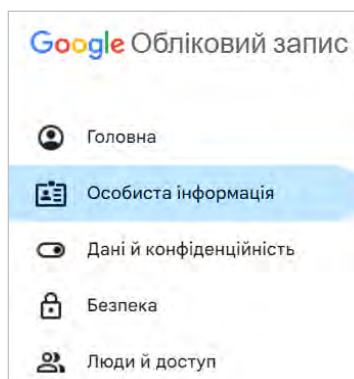 Google Обліковий запис
Головна
Особиста інформація
Дані й конфіденційність
Безпека
Люди й доступ